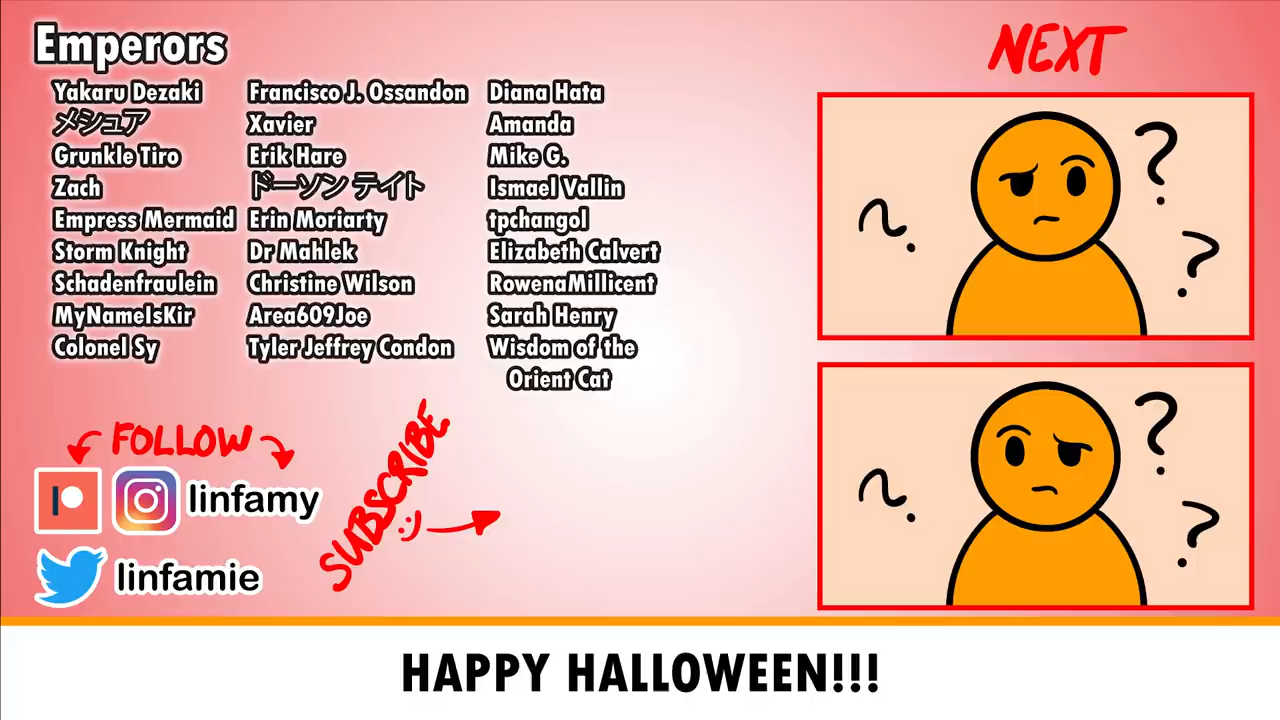 Emperors
Yakaru Dezaki
メシュア
Grunkle Tiro
Zach
Empress Mermaid
Storm Knight
Schadenfraulein
MyNameIsKir
Colonel Sy
Francisco J. Ossandon
Xavier
Erik Hare
ドーソン テイト
Erin Moriarty
Dr Mahlek
Christine Wilson
Area609Joe
Tyler Jeffrey Condon
Diana Hata
Amanda
Mike G.
Ismael Vallin
tpchangol
Elizabeth Calvert
RowenaMillicent
Sarah Henry
Wisdom of the
Orient Cat
NEXT
? ? ?
? ? ?
FOLLOW
linfamy
linfamie
SUBSCRIBE
:)
HAPPY HALLOWEEN!!!